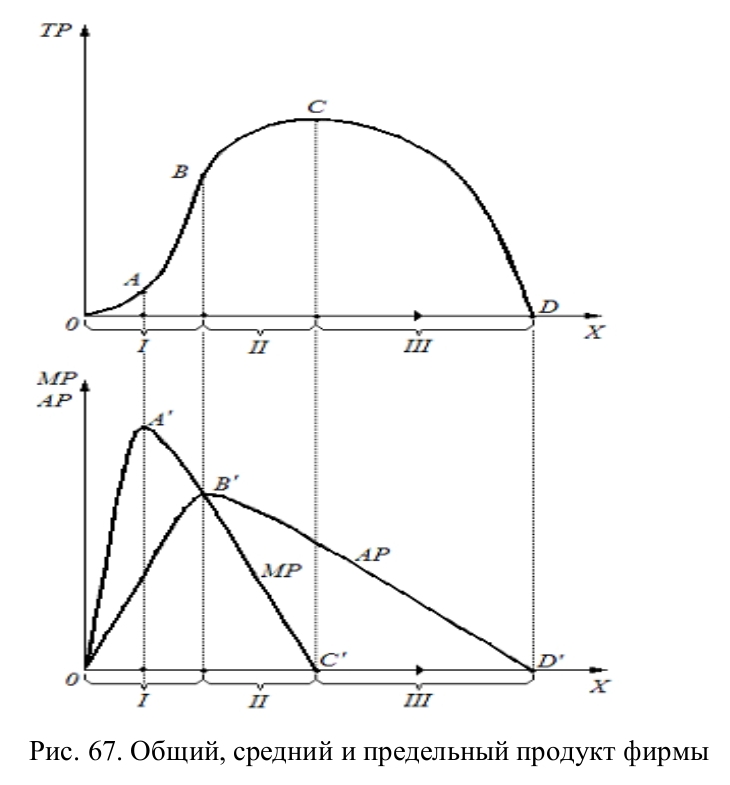 TP
C
B
A
D
0
X
I II III
MP
AP
A'
B'
AP
MP
C'
D'
0
X
I II III
Рис. 67. Общий, средний и предельный продукт фирмы